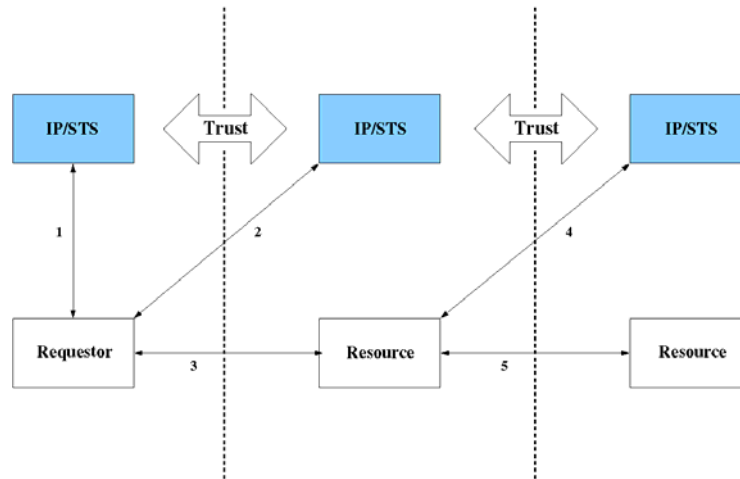 IP/STS
Trust
IP/STS
Trust
IP/STS
1
2
4
Requestor
3
Resource
5
Resource